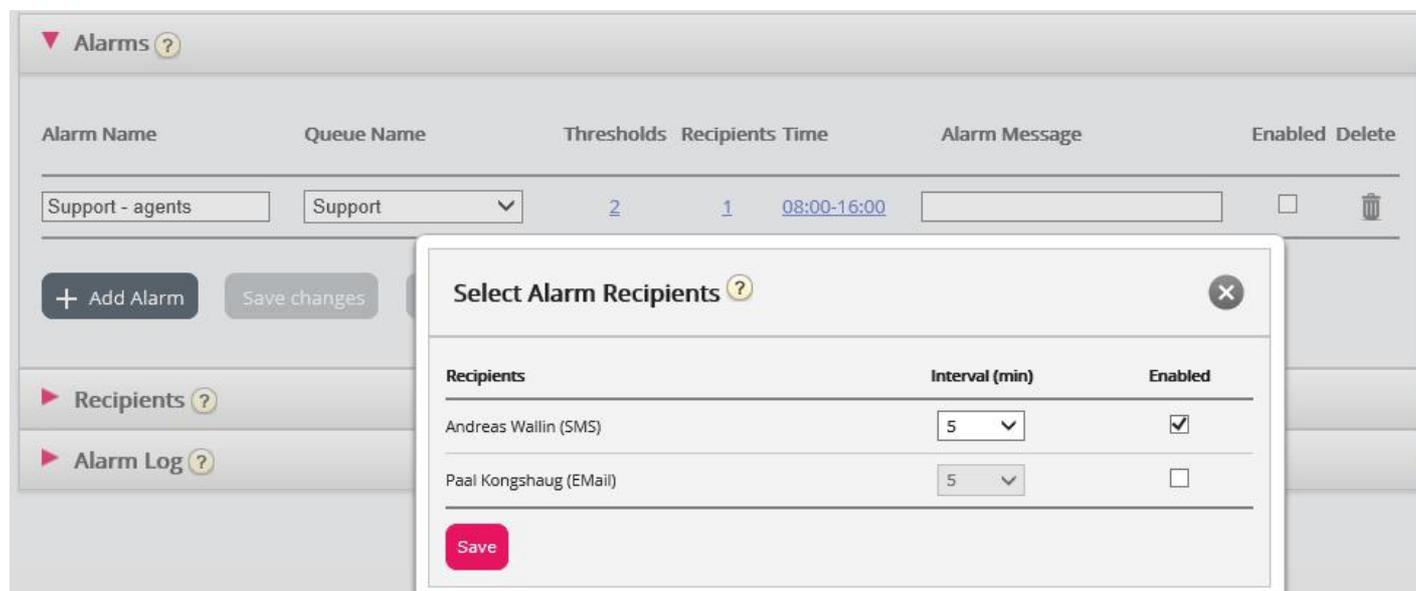 Alarms ?
Alarm Name Queue Name Thresholds Recipients Time Alarm Message Enabled Delete
Support - agents Support 2 1 08:00-16:00
+ Add Alarm Save changes
Select Alarm Recipients ?
Recipients Interval (min) Enabled
Andreas Wallin (SMS) 5
Paal Kongshaug (EMail) 5
Save
Recipients ?
Alarm Log ?